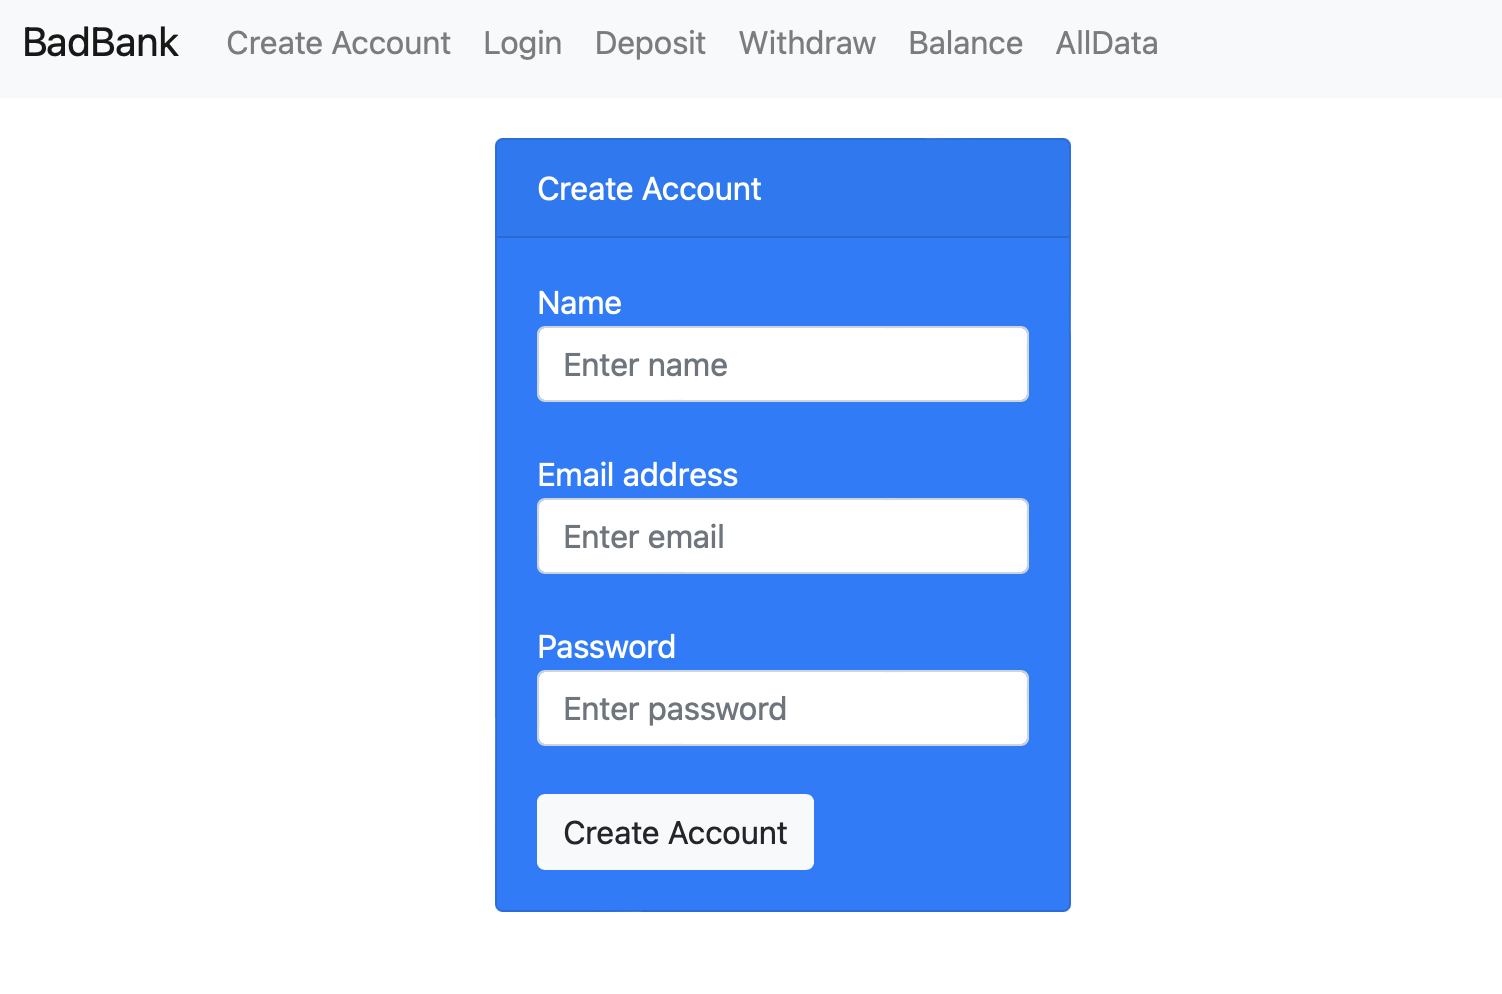 BadBank Create Account Login Deposit Withdraw Balance AllData
Create Account
Name
Enter name
Email address
Enter email
Password
Enter password
Create Account